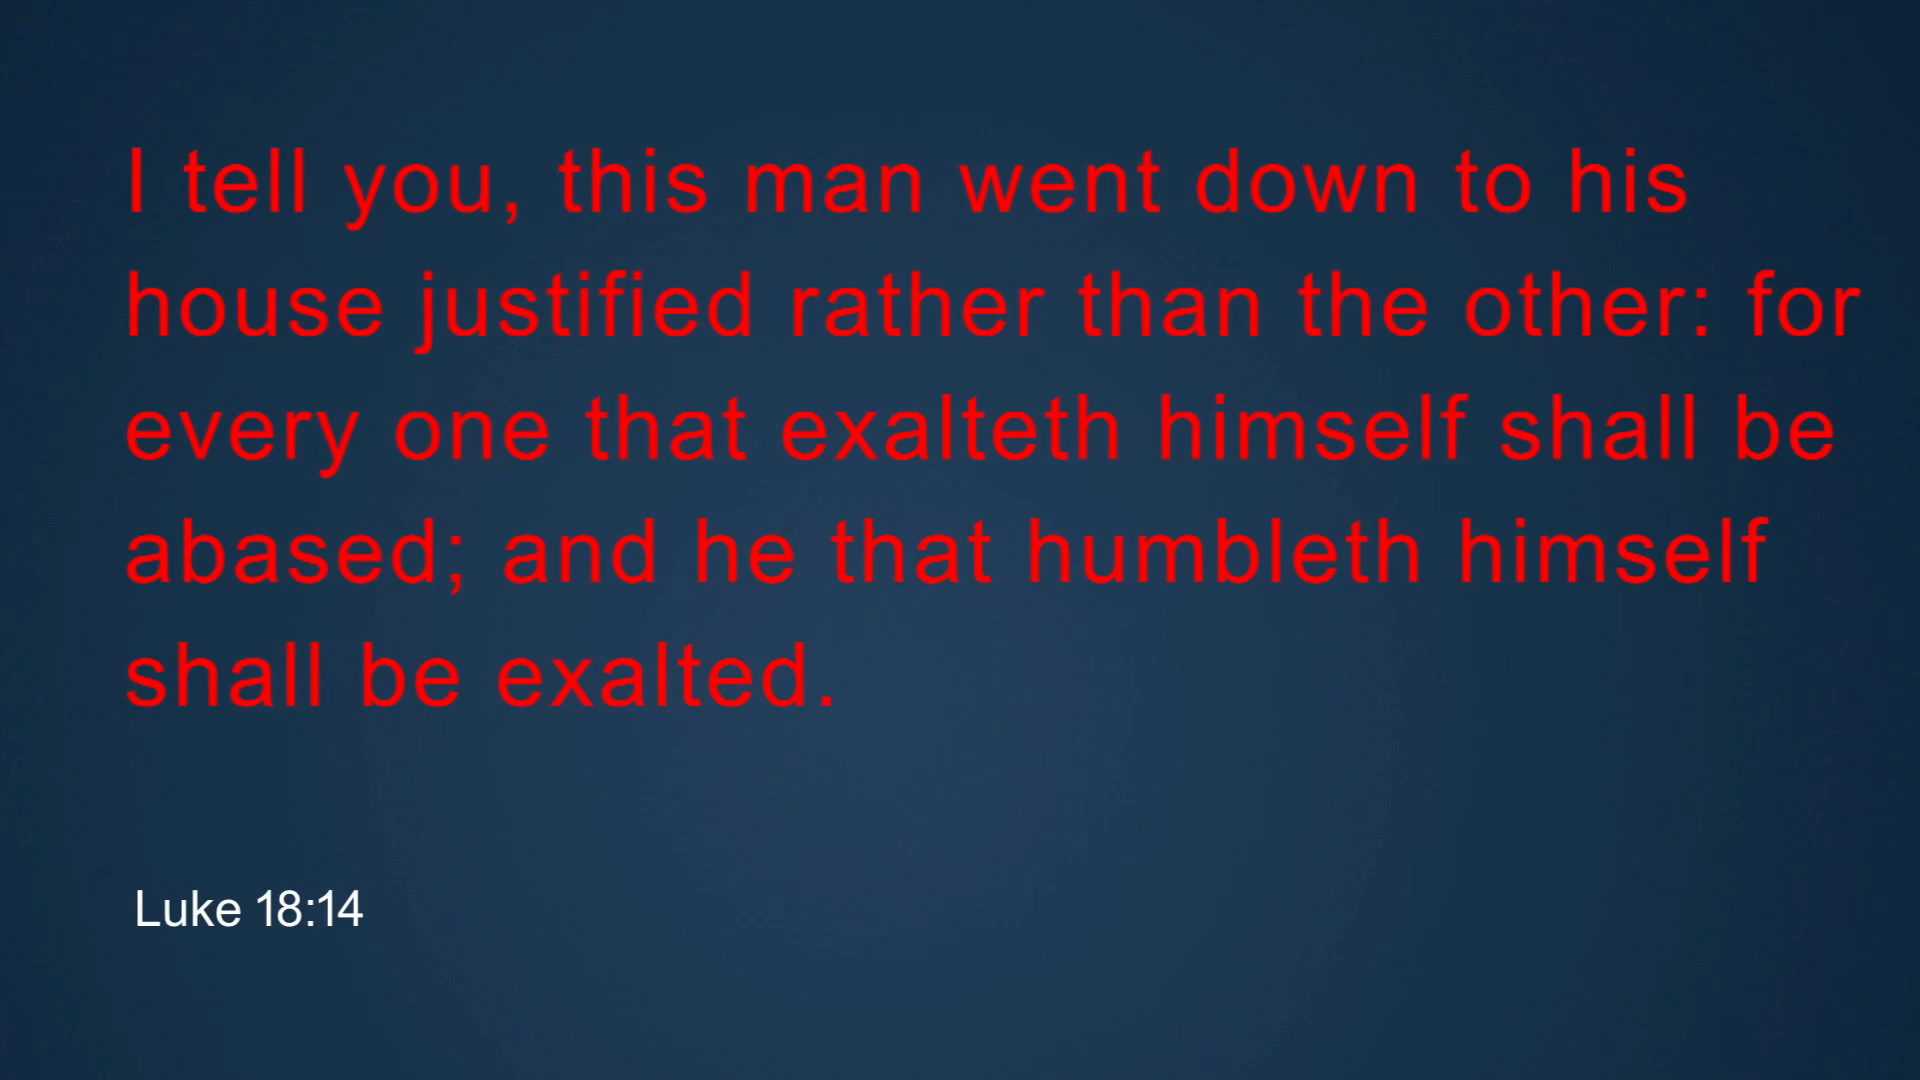 I tell you, this man went down to his
house justified rather than the other: for
every one that exalteth himself shall be
abased; and he that humbleth himself
shall be exalted.
Luke 18:14